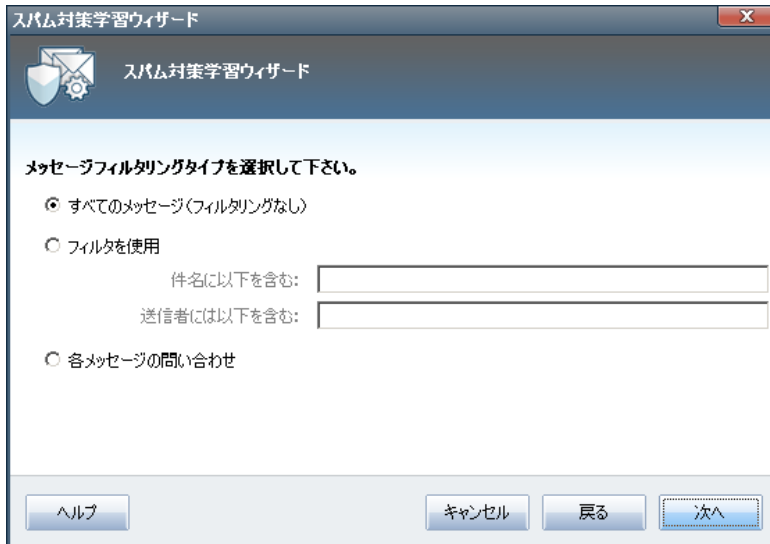 スパム対策学習ウィザード
X
スパム対策学習ウィザード
メッセージフィルタリングタイプを選択して下さい。
すべてのメッセージ(フィルタリングなし)
フィルタを使用
件名に以下を含む:
送信者には以下を含む:
各メッセージの問い合わせ
ヘルプ
キャンセル
戻る
次へ